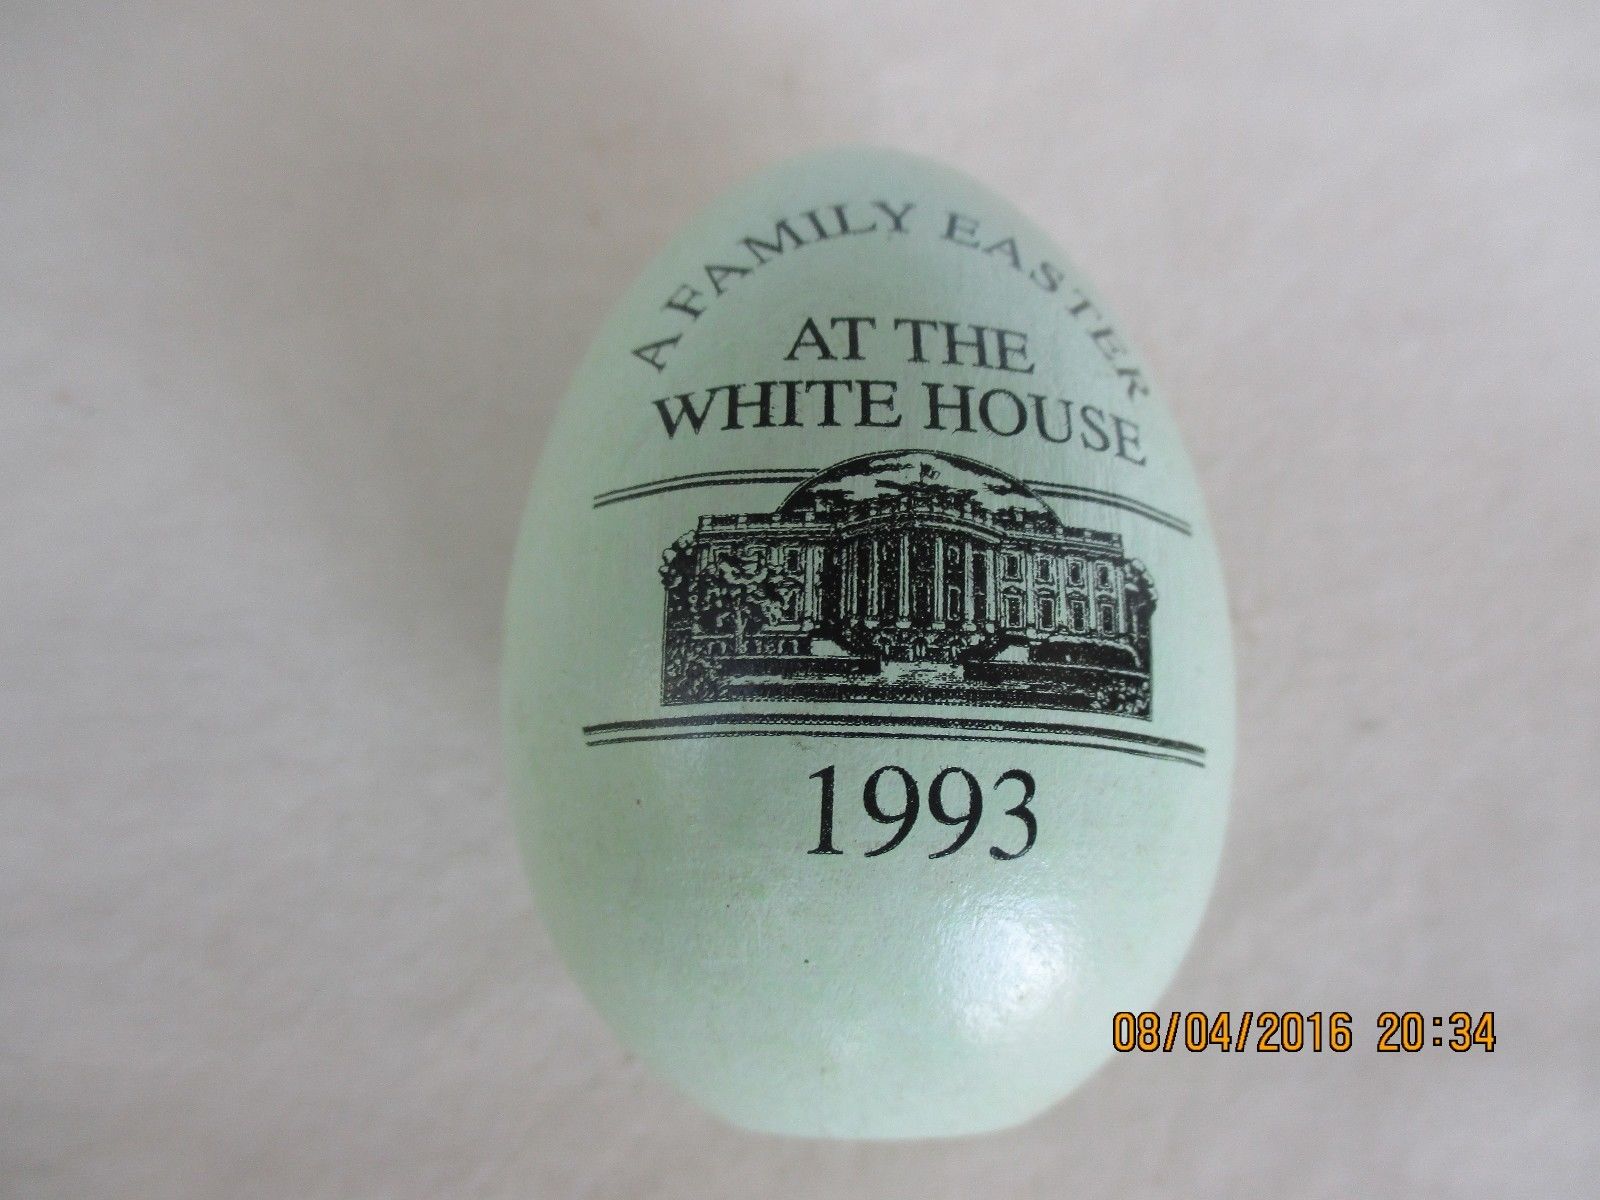 A FAMILY EASTER
AT THE
WHITE HOUSE
1993
08/04/2016 20:34